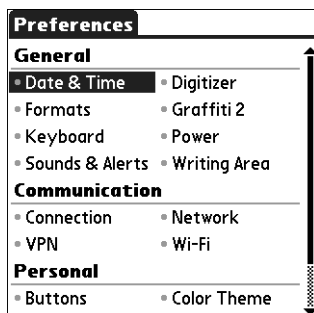 Preferences
General
Date & Time
Digitizer
Formats
Graffiti 2
Keyboard
Power
Sounds & Alerts
Writing Area
Communication
Connection
Network
VPN
Wi-Fi
Personal
Buttons
Color Theme